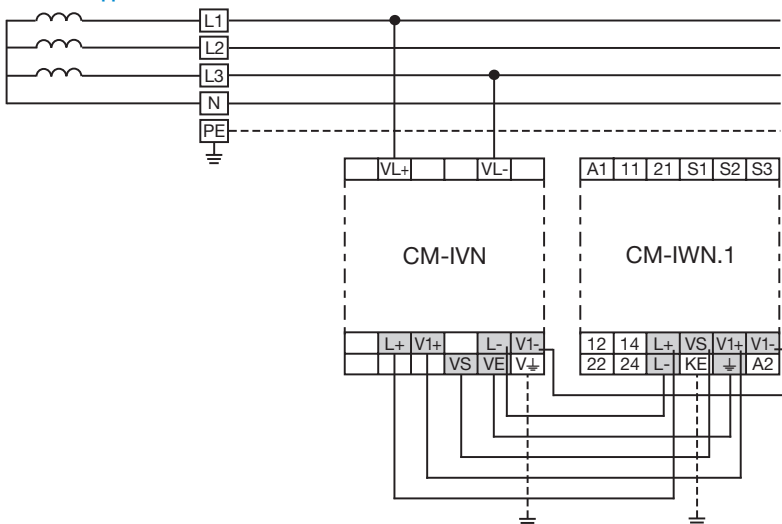 L1
L2
L3
N
PE
VL+ VL-
A1 11 21 S1 S2 S3
CM-IVN
CM-IWN.1
L+ V1+ L- V1-
VS VE V⏚
12 14 L+ VS V1+ V1-
22 24 L- KE ⏚ A2